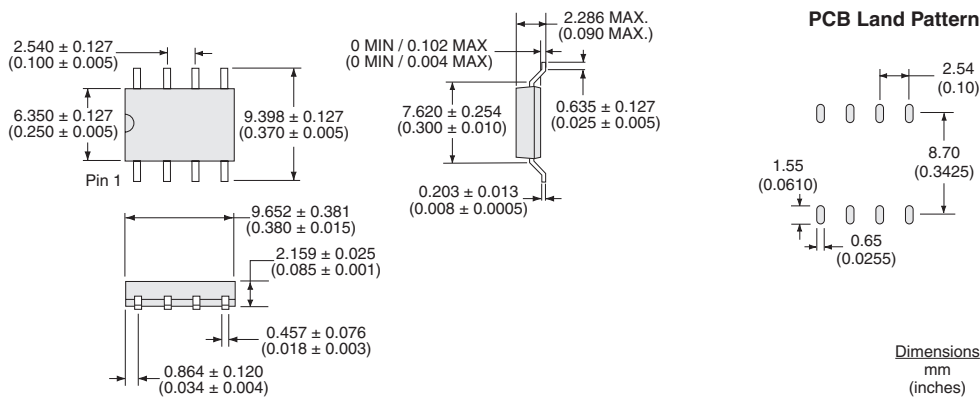 2.540 ± 0.127
(0.100 ± 0.005)
6.350 ± 0.127
(0.250 ± 0.005)
9.398 ± 0.127
(0.370 ± 0.005)
Pin 1
9.652 ± 0.381
(0.380 ± 0.015)
2.159 ± 0.025
(0.085 ± 0.001)
0.457 ± 0.076
(0.018 ± 0.003)
0.864 ± 0.120
(0.034 ± 0.004)
2.286 MAX.
(0.090 MAX.)
0 MIN / 0.102 MAX
(0 MIN / 0.004 MAX)
7.620 ± 0.254
(0.300 ± 0.010)
0.635 ± 0.127
(0.025 ± 0.005)
0.203 ± 0.013
(0.008 ± 0.0005)
PCB Land Pattern
2.54
(0.10)
8.70
(0.3425)
1.55
(0.0610)
0.65
(0.0255)
Dimensions
mm
(inches)